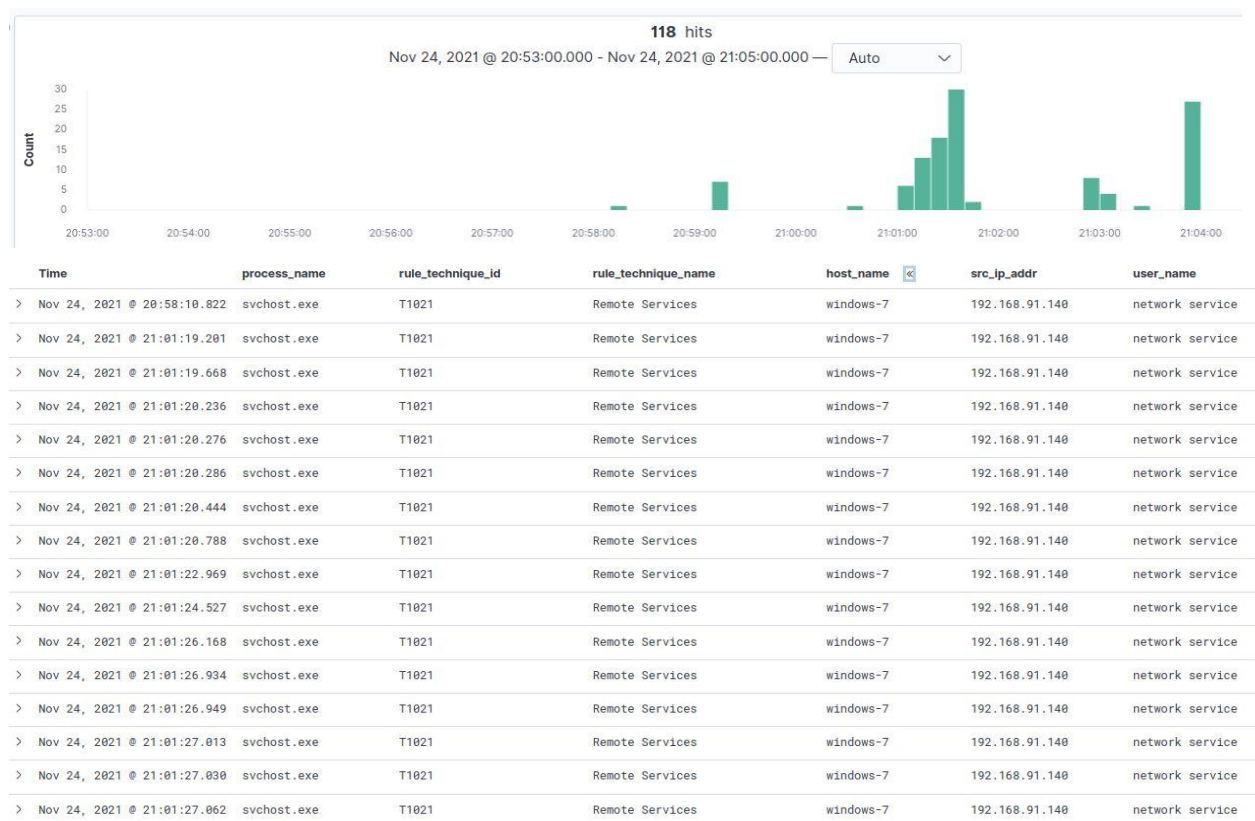 118 hits
Nov 24, 2021 @ 20:53:00.000 - Nov 24, 2021 @ 21:05:00.000 — Auto
30
25
20
15
10
5
0
Count
20:53:00 20:54:00 20:55:00 20:56:00 20:57:00 20:58:00 20:59:00 21:00:00 21:01:00 21:02:00 21:03:00 21:04:00
Time process_name rule_technique_id rule_technique_name host_name « src_ip_addr user_name
> Nov 24, 2021 @ 20:58:10.822 svchost.exe T1021 Remote Services windows-7 192.168.91.140 network service
> Nov 24, 2021 @ 21:01:19.201 svchost.exe T1021 Remote Services windows-7 192.168.91.140 network service
> Nov 24, 2021 @ 21:01:19.668 svchost.exe T1021 Remote Services windows-7 192.168.91.140 network service
> Nov 24, 2021 @ 21:01:20.236 svchost.exe T1021 Remote Services windows-7 192.168.91.140 network service
> Nov 24, 2021 @ 21:01:20.276 svchost.exe T1021 Remote Services windows-7 192.168.91.140 network service
> Nov 24, 2021 @ 21:01:20.286 svchost.exe T1021 Remote Services windows-7 192.168.91.140 network service
> Nov 24, 2021 @ 21:01:20.444 svchost.exe T1021 Remote Services windows-7 192.168.91.140 network service
> Nov 24, 2021 @ 21:01:20.788 svchost.exe T1021 Remote Services windows-7 192.168.91.140 network service
> Nov 24, 2021 @ 21:01:22.969 svchost.exe T1021 Remote Services windows-7 192.168.91.140 network service
> Nov 24, 2021 @ 21:01:24.527 svchost.exe T1021 Remote Services windows-7 192.168.91.140 network service
> Nov 24, 2021 @ 21:01:26.168 svchost.exe T1021 Remote Services windows-7 192.168.91.140 network service
> Nov 24, 2021 @ 21:01:26.934 svchost.exe T1021 Remote Services windows-7 192.168.91.140 network service
> Nov 24, 2021 @ 21:01:26.949 svchost.exe T1021 Remote Services windows-7 192.168.91.140 network service
> Nov 24, 2021 @ 21:01:27.013 svchost.exe T1021 Remote Services windows-7 192.168.91.140 network service
> Nov 24, 2021 @ 21:01:27.030 svchost.exe T1021 Remote Services windows-7 192.168.91.140 network service
> Nov 24, 2021 @ 21:01:27.062 svchost.exe T1021 Remote Services windows-7 192.168.91.140 network service